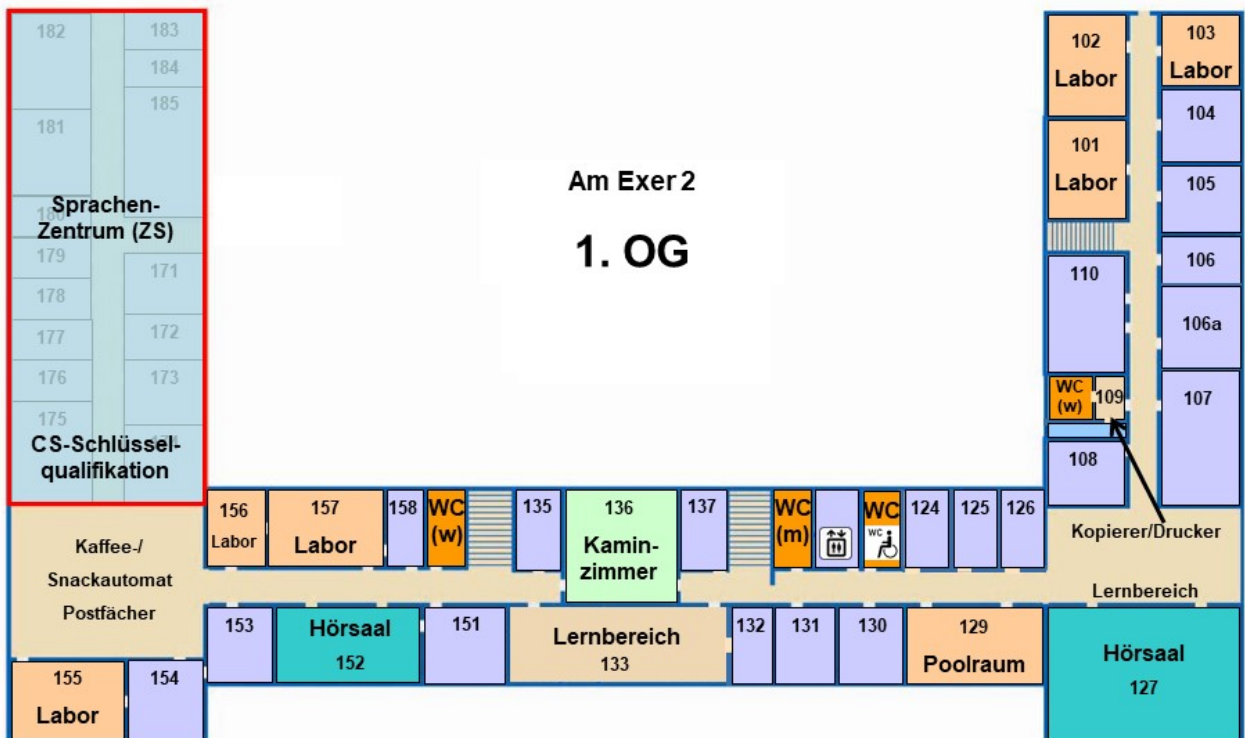 182
183
184
185
181
Sprachen-
180
Zentrum (ZS)
179
171
178
177
172
176
173
175
174
CS-Schlüssel-
qualifikation
Am Exer 2
1. OG
102
Labor
103
Labor
104
101
Labor
105
106
110
106a
WC
(w)
109
107
108
Kopierer/Drucker
Lernbereich
156
Labor
157
Labor
158
WC
(w)
135
136
Kamin-
zimmer
137
WC
(m)
WC
WC
124
125
126
Kaffee-/
Snackautomat
Postfächer
153
Hörsaal
152
151
Lernbereich
133
132
131
130
129
Poolraum
Hörsaal
127
155
Labor
154